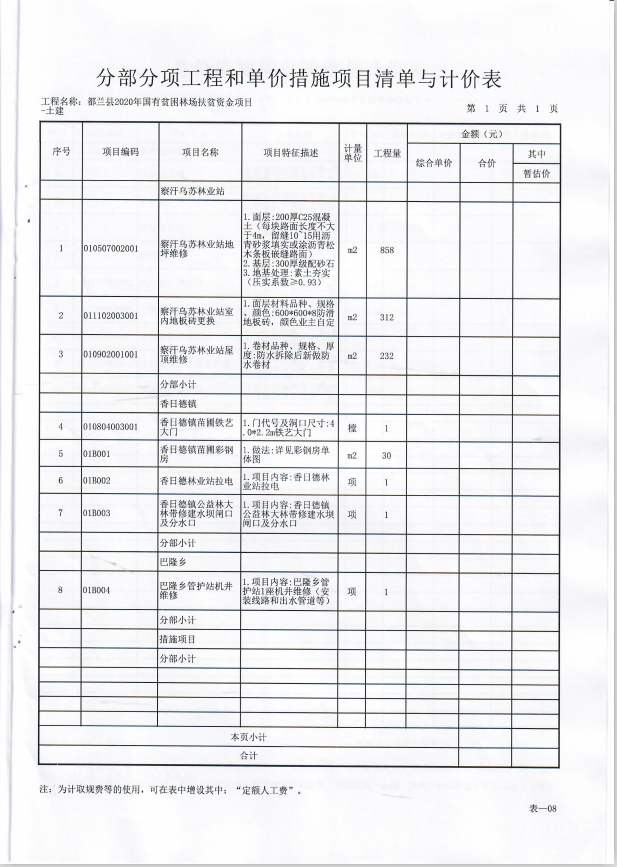 分部分项工程和单价措施项目清单与计价表
工程名称：都兰县2020年国有贫困林场扶贫资金项目
-土建
第 1 页 共 1 页
序号
项目编码
项目名称
项目特征描述
计量
单位
工程量
金额（元）
综合单价
合价
其中
暂估价
察汗乌苏林业站
1
010507002001
察汗乌苏林业站地
坪维修
1.面层:200厚C25混凝
土（每块路面长度不大
于4m，留缝10~15用沥
青砂浆填实或涂沥青松
木条板嵌缝路面）
2.基层:300厚级配砂石
3.地基处理:素土夯实
（压实系数≥0.93）
m2
858
2
011102003001
察汗乌苏林业站室
内地板砖更换
1.面层材料品种、规格
、颜色:600*600*8防滑
地板砖，颜色业主自定
m2
312
3
010902001001
察汗乌苏林业站屋
顶维修
1.卷材品种、规格、厚
度:防水拆除后新做防
水卷材
m2
232
分部小计
香日德镇
4
010804003001
香日德镇苗圃铁艺
大门
1.门代号及洞口尺寸:4
.0*2.2m铁艺大门
樘
1
5
01B001
香日德镇苗圃彩钢
房
1.做法:详见彩钢房单
体图
m2
30
6
01B002
香日德林业站拉电
1.项目内容:香日德林
业站拉电
项
1
7
01B003
香日德镇公益林大
林带修建水坝闸口
及分水口
1.项目内容:香日德镇
公益林大林带修建水坝
闸口及分水口
项
1
分部小计
巴隆乡
8
01B004
巴隆乡管护站机井
维修
1.项目内容:巴隆乡管
护站1座机井维修（安
装线路和出水管道等）
项
1
分部小计
措施项目
分部小计
本页小计
合计
注：为计取规费等的使用，可在表中增设其中：“定额人工费”。
表—08